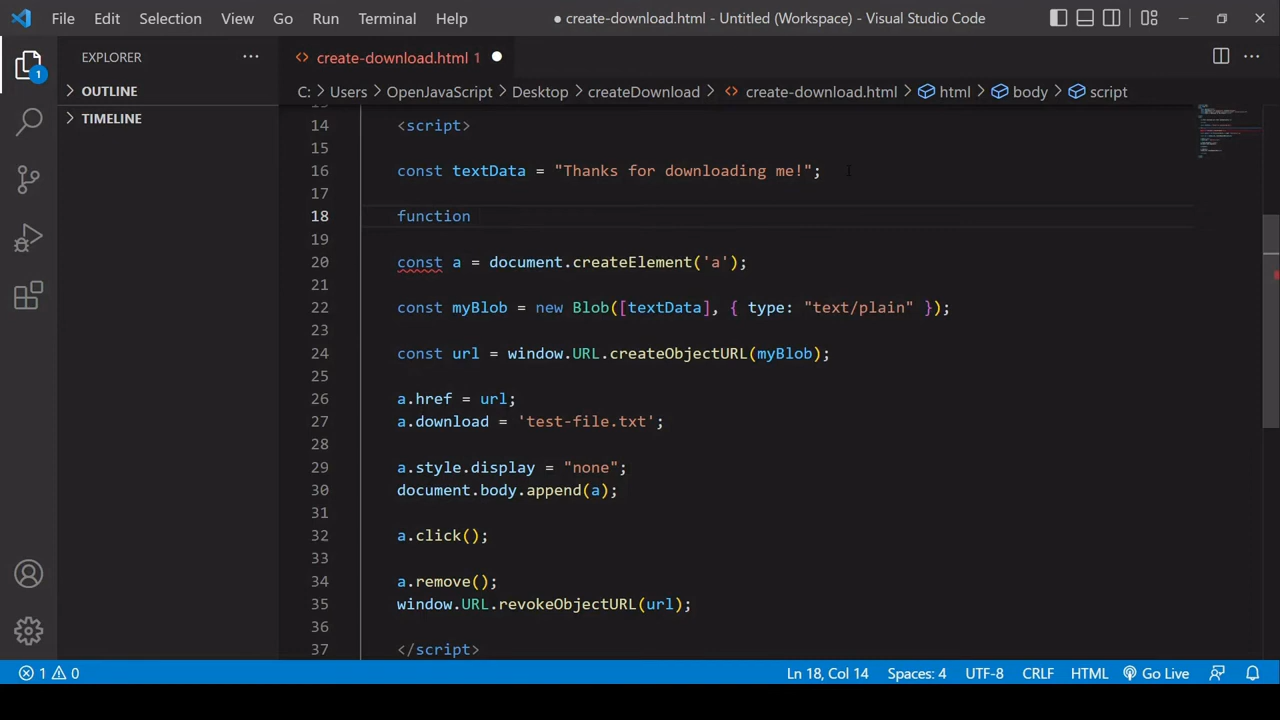 File Edit Selection View Go Run Terminal Help ● create-download.html - Untitled (Workspace) - Visual Studio Code
EXPLORER ··· <> create-download.html 1 ●
OUTLINE
TIMELINE
C: > Users > OpenJavaScript > Desktop > createDownload > <> create-download.html > html > body > script
1
14 <script>
15
16 const textData = "Thanks for downloading me!";
17
18 function
19
20 const a = document.createElement('a');
21
22 const myBlob = new Blob([textData], { type: "text/plain" });
23
24 const url = window.URL.createObjectURL(myBlob);
25
26 a.href = url;
27 a.download = 'test-file.txt';
28
29 a.style.display = "none";
30 document.body.append(a);
31
32 a.click();
33
34 a.remove();
35 window.URL.revokeObjectURL(url);
36
37 </script>
1 0 Ln 18, Col 14 Spaces: 4 UTF-8 CRLF HTML Go Live